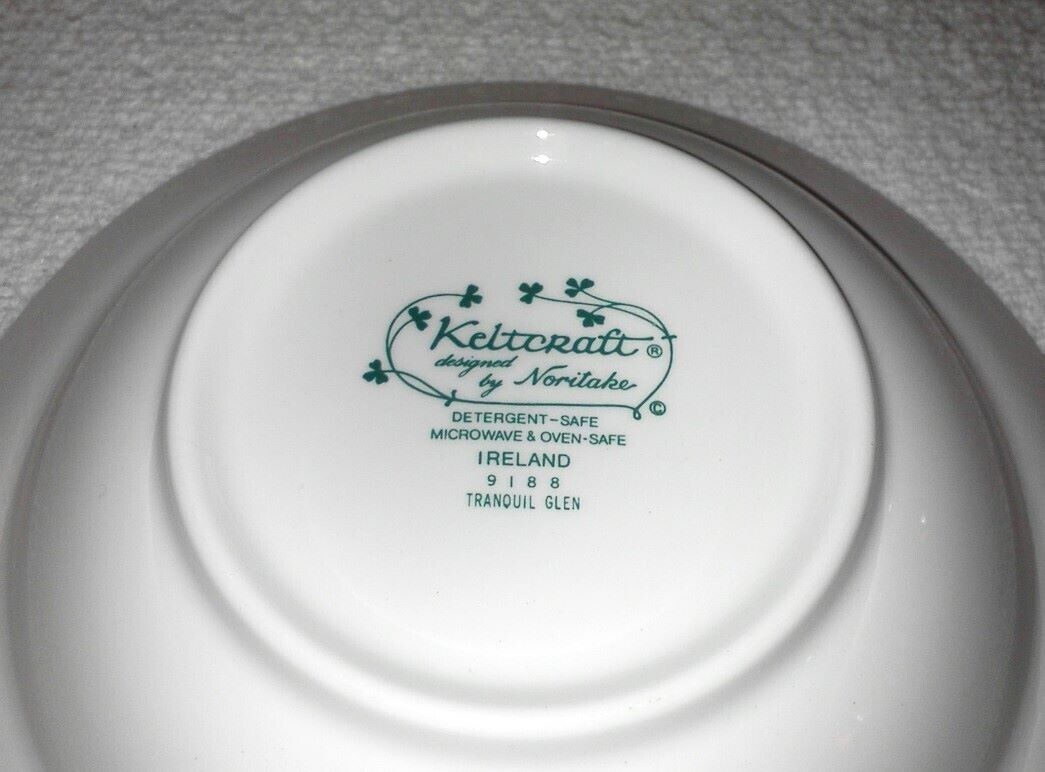 Keltcraft ®
designed
by Noritake
©
DETERGENT-SAFE
MICROWAVE & OVEN-SAFE
IRELAND
9188
TRANQUIL GLEN